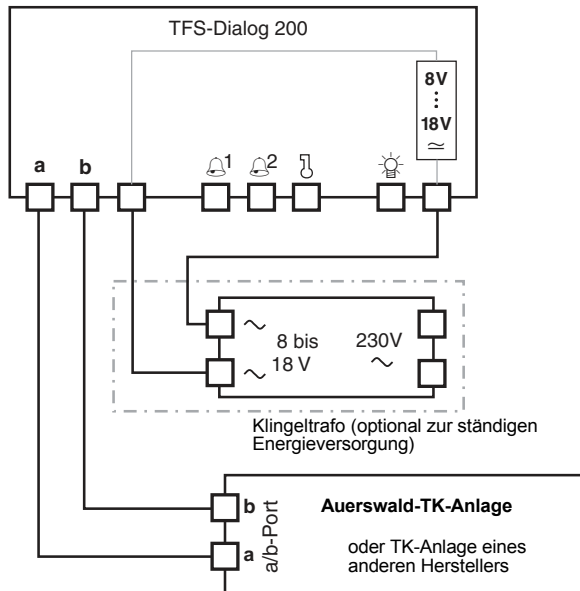 TFS-Dialog 200
8V
18V
a
b
1
2
8 bis
18 V
230V
Klingeltrafo (optional zur ständigen
Energieversorgung)
b
a
a/b-Port
Auerswald-TK-Anlage
oder TK-Anlage eines
anderen Herstellers